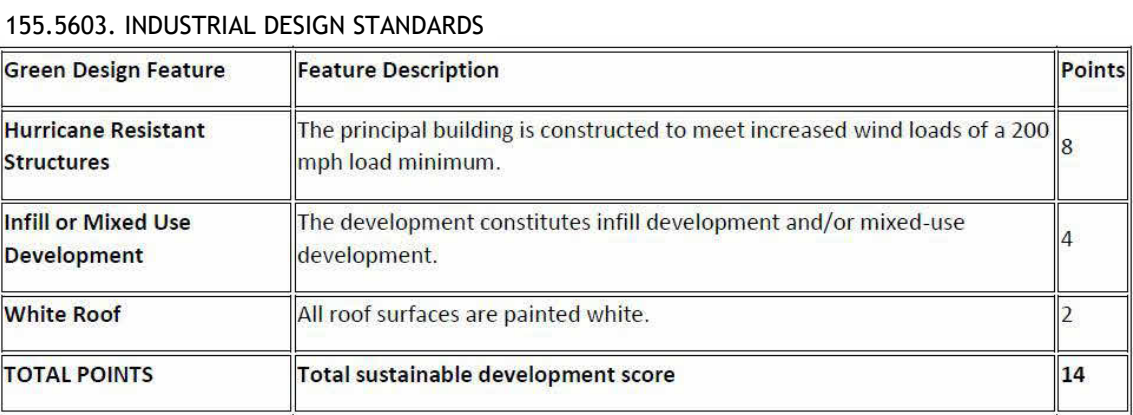 155.5603. INDUSTRIAL DESIGN STANDARDS
Green Design Feature Feature Description Points
Hurricane Resistant Structures The principal building is constructed to meet increased wind loads of a 200 mph load minimum. 8
Infill or Mixed Use Development The development constitutes infill development and/or mixed-use development. 4
White Roof All roof surfaces are painted white. 2
TOTAL POINTS Total sustainable development score 14